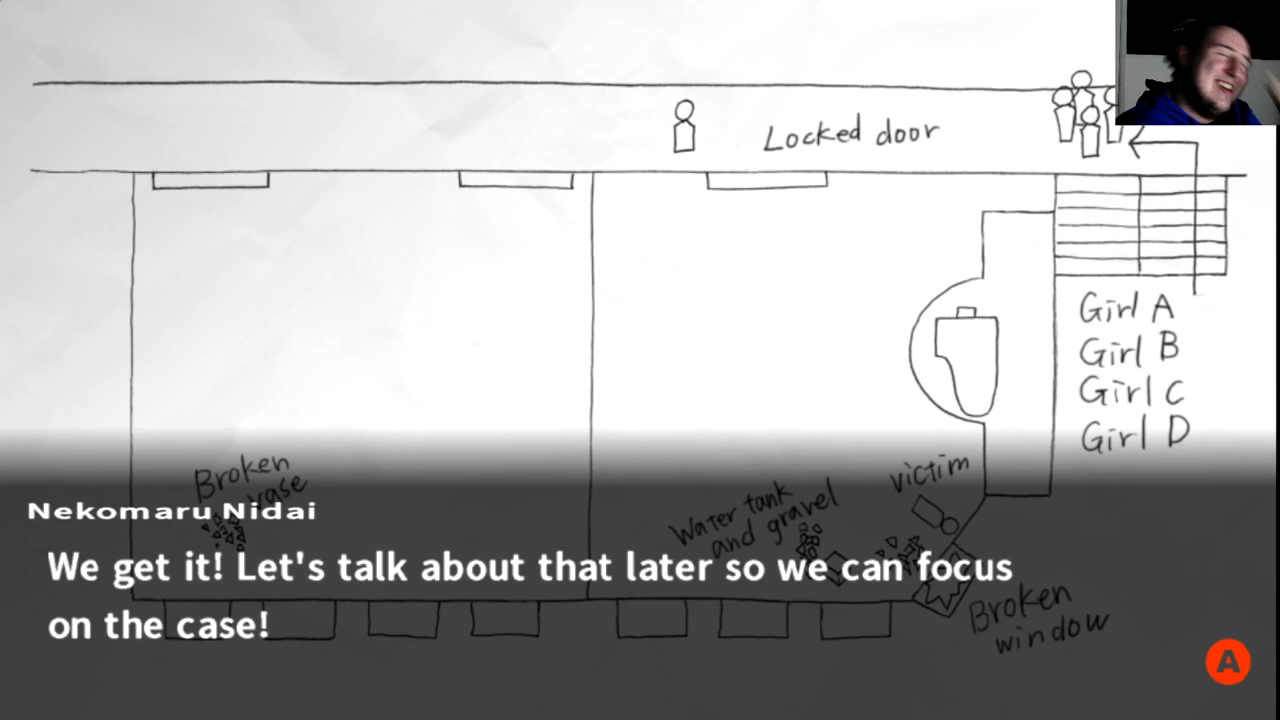 Locked door
Girl A
Girl B
Girl C
Girl D
Broken
vase
Water tank
and gravel
victim
Broken
window
Nekomaru Nidai
We get it! Let's talk about that later so we can focus
on the case!
A